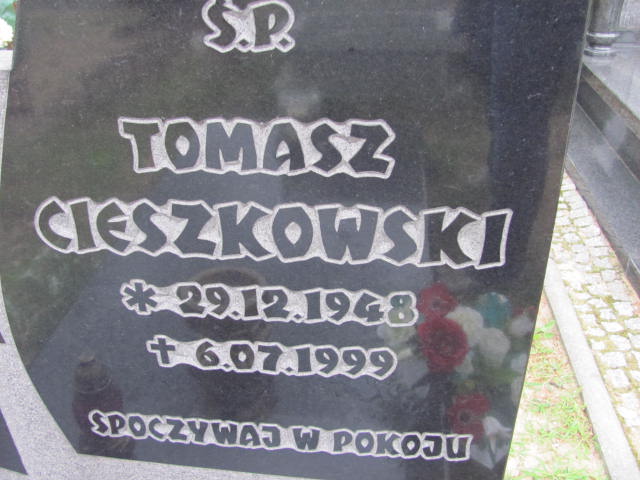 Ś.P.
TOMASZ
CIESZKOWSKI
* 29.12.1948
✝ 6.07.1999
SPOCZYWAJ W POKOJU